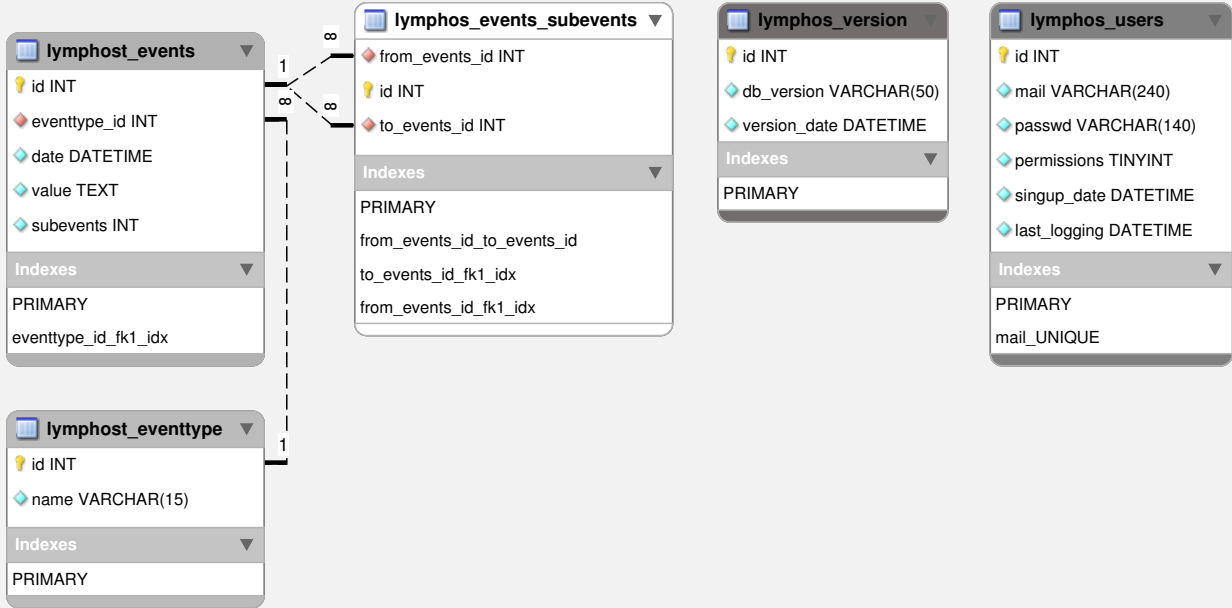 lymphost_events
id INT
eventtype_id INT
date DATETIME
value TEXT
subevents INT
Indexes
PRIMARY
eventtype_id_fk1_idx
1
∞
∞
∞
1
lymphos_events_subevents
from_events_id INT
id INT
to_events_id INT
Indexes
PRIMARY
from_events_id_to_events_id
to_events_id_fk1_idx
from_events_id_fk1_idx
lymphos_version
id INT
db_version VARCHAR(50)
version_date DATETIME
Indexes
PRIMARY
lymphos_users
id INT
mail VARCHAR(240)
passwd VARCHAR(140)
permissions TINYINT
singup_date DATETIME
last_logging DATETIME
Indexes
PRIMARY
mail_UNIQUE
lymphost_eventtype
id INT
name VARCHAR(15)
Indexes
PRIMARY